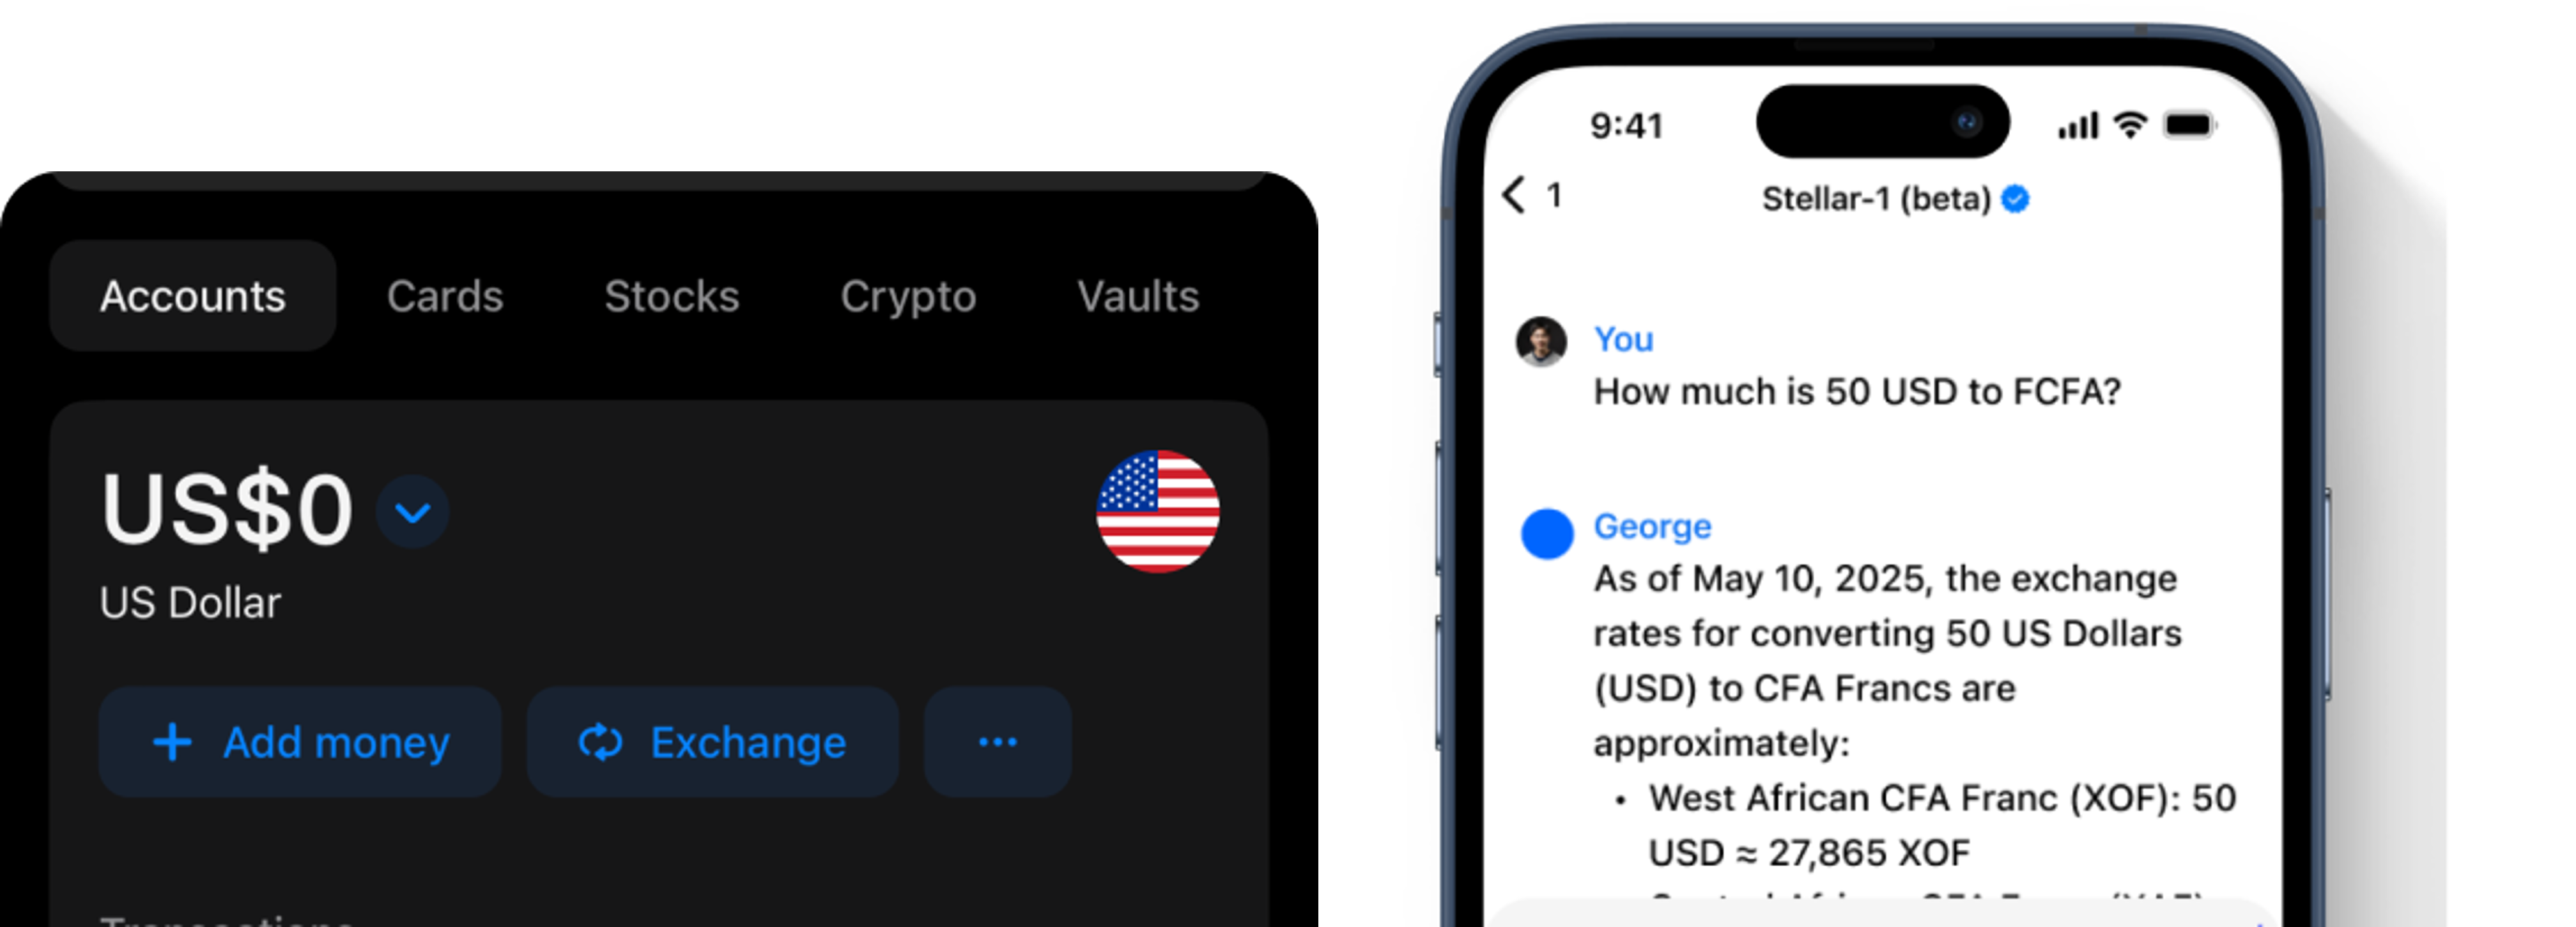 Accounts
Cards
Stocks
Crypto
Vaults
US$0
US Dollar
Add money
Exchange
Transactions
9:41
1
Stellar-1 (beta)
You
How much is 50 USD to FCFA?
George
As of May 10, 2025, the exchange
rates for converting 50 US Dollars
(USD) to CFA Francs are
approximately:
• West African CFA Franc (XOF): 50
USD ≈ 27,865 XOF